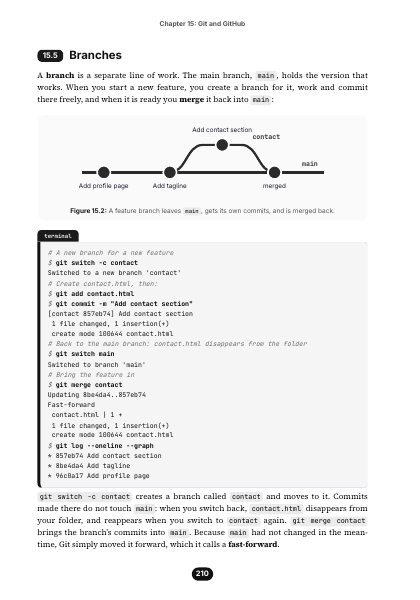 Chapter 15: Git and GitHub
15.5 Branches
A branch is a separate line of work. The main branch, main, holds the version that
works. When you start a new feature, you create a branch for it, work and commit
there freely, and when it is ready you merge it back into main:
Add contact section
contact
main
Add profile page
Add tagline
merged
Figure 15.2: A feature branch leaves main, gets its own commits, and is merged back.
terminal
# A new branch for a new feature
$ git switch -c contact
Switched to a new branch 'contact'
# Create contact.html, then:
$ git add contact.html
$ git commit -m "Add contact section"
[contact 857eb74] Add contact section
 1 file changed, 1 insertion(+)
 create mode 100644 contact.html
# Back to the main branch: contact.html disappears from the folder
$ git switch main
Switched to branch 'main'
# Bring the feature in
$ git merge contact
Updating 8be4da4..857eb74
Fast-forward
 contact.html | 1 +
 1 file changed, 1 insertion(+)
 create mode 100644 contact.html
$ git log --oneline --graph
* 857eb74 Add contact section
* 8be4da4 Add tagline
* 96c0a17 Add profile page
git switch -c contact creates a branch called contact and moves to it. Commits
made there do not touch main: when you switch back, contact.html disappears from
your folder, and reappears when you switch to contact again. git merge contact
brings the branch's commits into main. Because main had not changed in the mean-
time, Git simply moved it forward, which it calls a fast-forward.
210